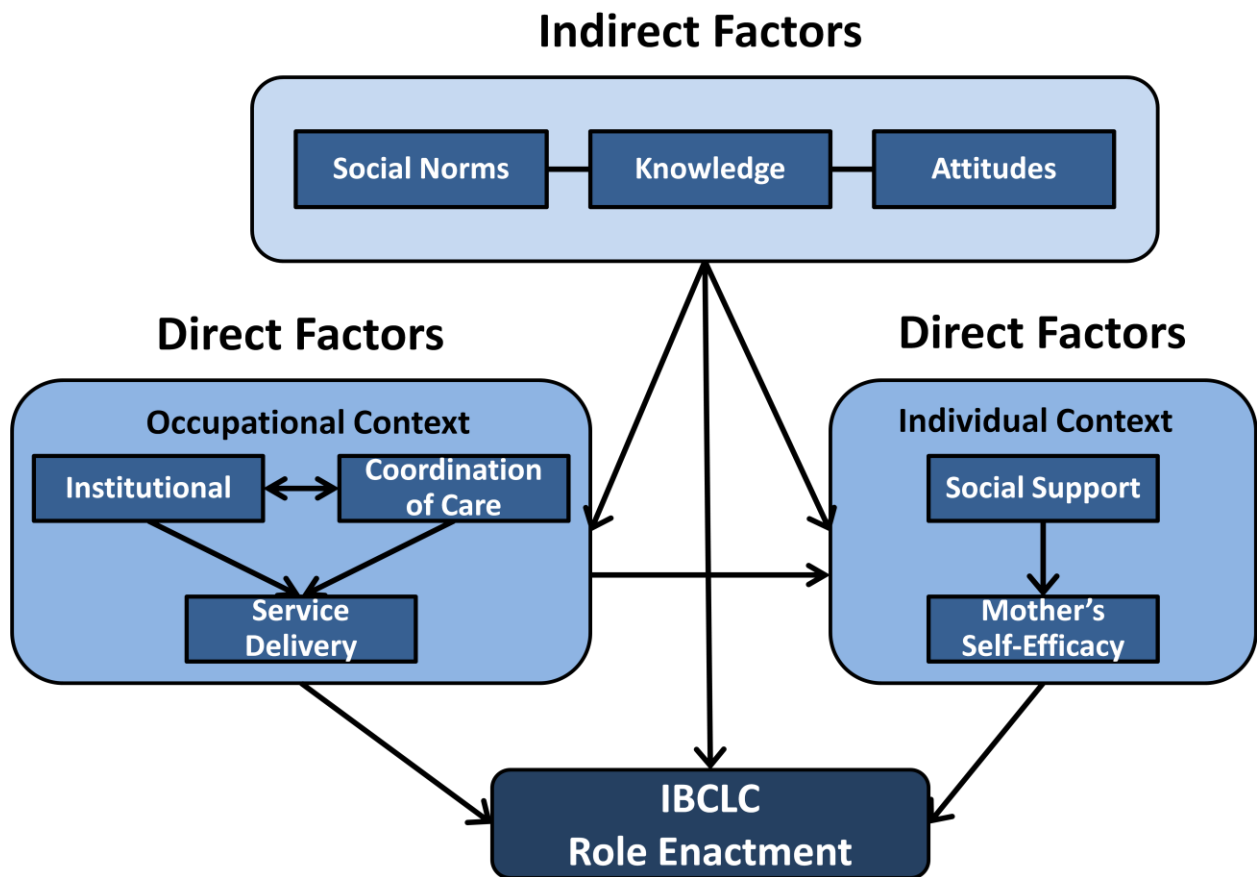 Indirect Factors
Social Norms
Knowledge
Attitudes
Direct Factors
Direct Factors
Occupational Context
Individual Context
Institutional
Coordination
of Care
Social Support
Service
Delivery
Mother’s
Self-Efficacy
IBCLC
Role Enactment